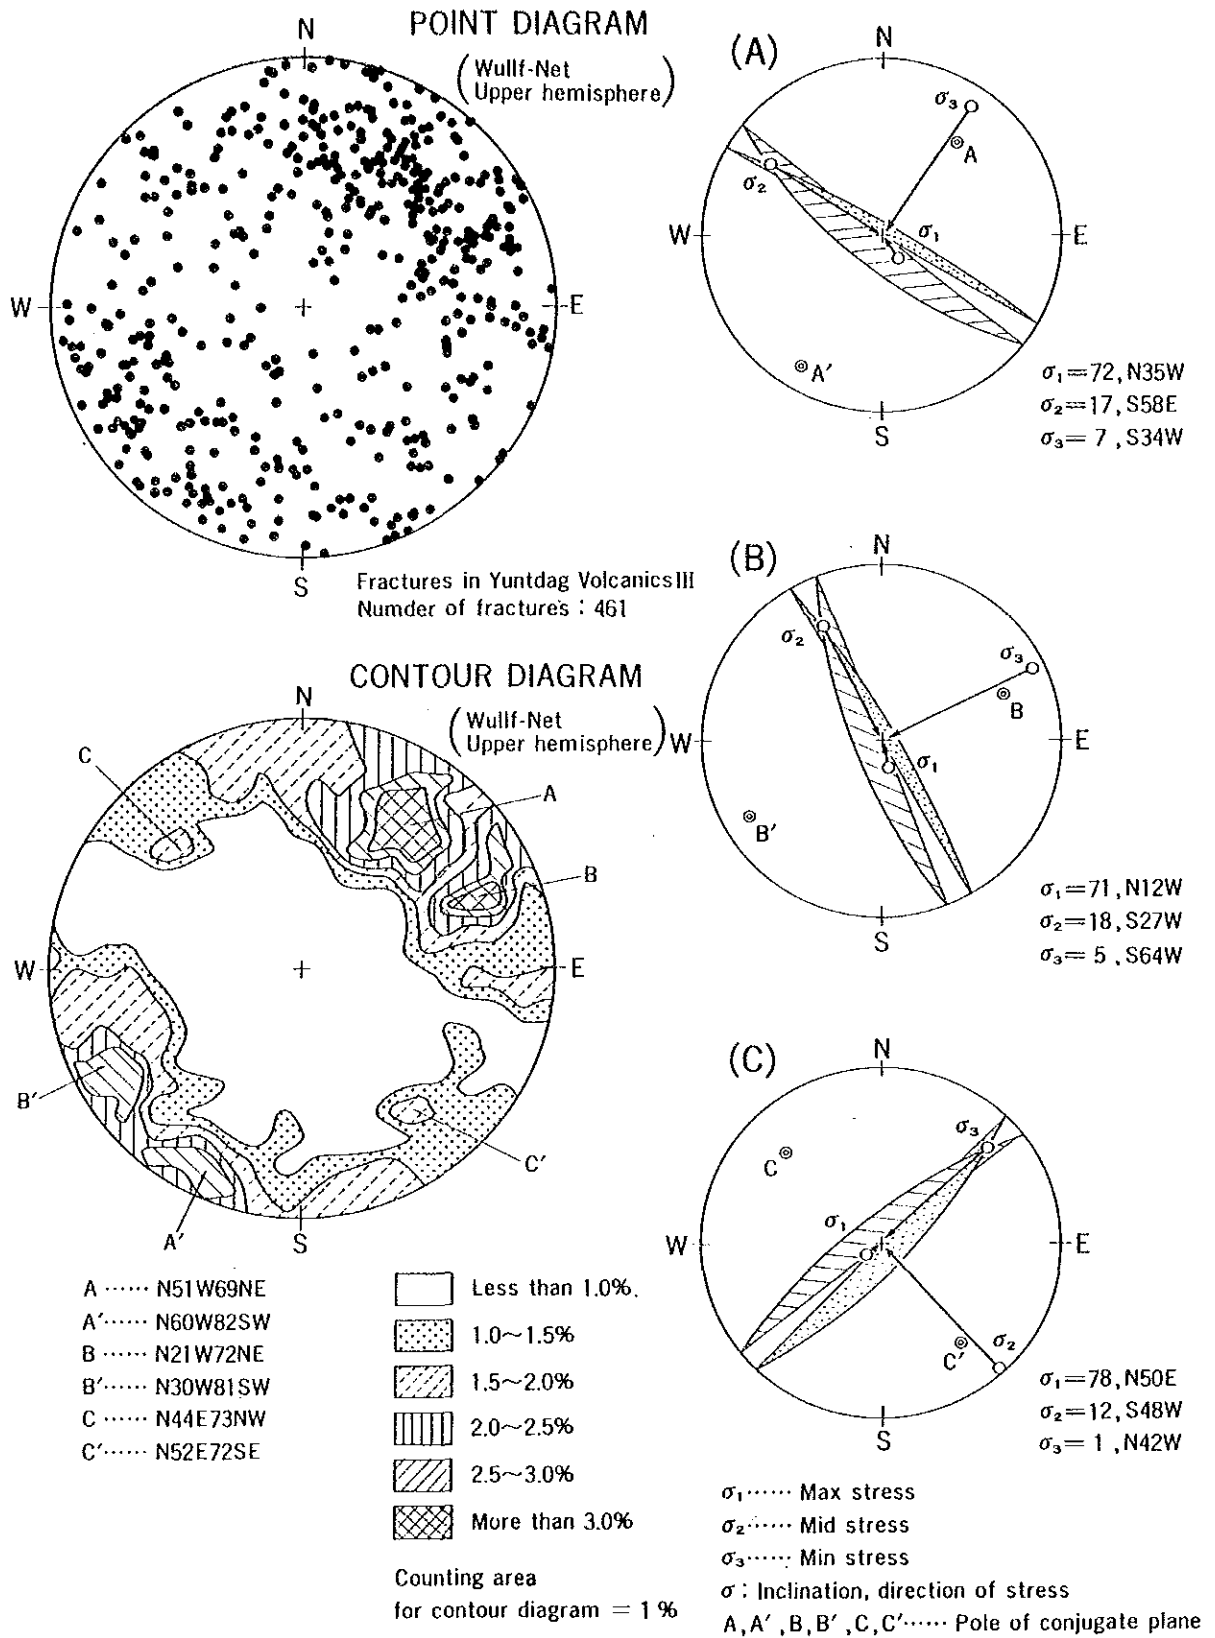 POINT DIAGRAM
(Wullf-Net
Upper hemisphere)
N
W
E
S
Fractures in Yuntdag Volcanics III
Numder of fractures : 461
CONTOUR DIAGRAM
(Wullf-Net
Upper hemisphere)
N
C
A
B
W
E
B′
C′
A′
S
A ...... N51W69NE
A′...... N60W82SW
B ...... N21W72NE
B′...... N30W81SW
C ...... N44E73NW
C′...... N52E72SE
Less than 1.0%.
1.0~1.5%
1.5~2.0%
2.0~2.5%
2.5~3.0%
More than 3.0%
Counting area
for contour diagram = 1%
(A)
N
σ₃
A
σ₂
σ₁
W
E
A′
S
σ₁=72, N35W
σ₂=17, S58E
σ₃= 7, S34W
(B)
N
σ₂
σ₃
B
W
E
σ₁
B′
S
σ₁=71, N12W
σ₂=18, S27W
σ₃= 5, S64W
(C)
N
σ₃
C
σ₁
W
E
C′
σ₂
S
σ₁=78, N50E
σ₂=12, S48W
σ₃= 1, N42W
σ₁...... Max stress
σ₂...... Mid stress
σ₃...... Min stress
σ : Inclination, direction of stress
A, A′, B, B′, C, C′...... Pole of conjugate plane